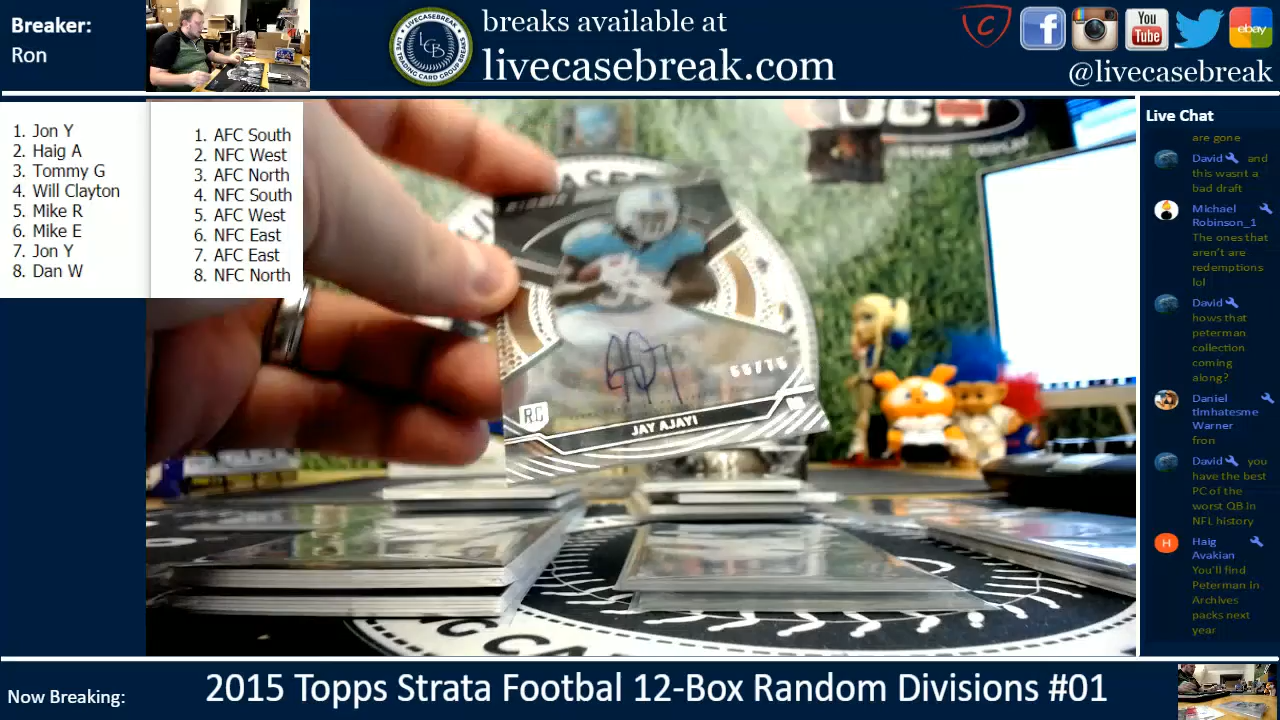 Breaker:
Ron
LCB
breaks available at
livecasebreak.com
You
Tube
ebay
@livecasebreak
1. Jon Y
2. Haig A
3. Tommy G
4. Will Clayton
5. Mike R
6. Mike E
7. Jon Y
8. Dan W
1. AFC South
2. NFC West
3. AFC North
4. NFC South
5. AFC West
6. NFC East
7. AFC East
8. NFC North
RC
JAY AJAYI
Live Chat
are gone
David and
this wasnt a
bad draft
Michael
Robinson_1
The ones that
aren't are
redemptions
lol
David
hows that
peterman
collection
coming
along?
Daniel
tlmhatesme
Warner
fron
David you
have the best
PC of the
worst QB in
NFL history
H
Haig
Avakian
You'll find
Peterman in
Archives
packs next
year
Now Breaking:
2015 Topps Strata Footbal 12-Box Random Divisions #01